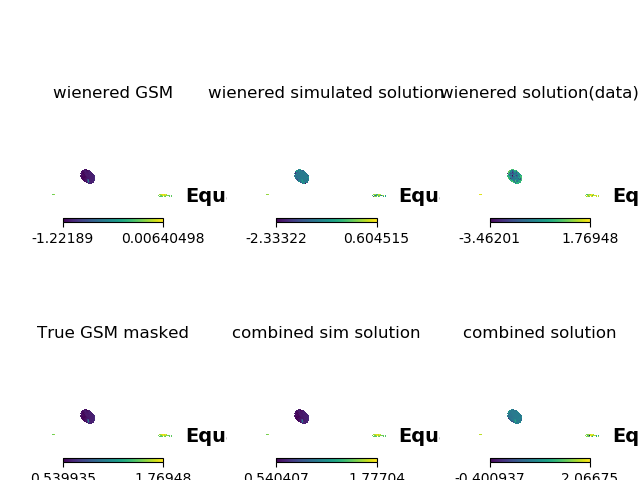 wienered GSM
wienered simulated solution
wienered solution(data)
Equ
Equ
Eq
-1.22189 0.00640498
-2.33322 0.604515
-3.46201 1.76948
True GSM masked
combined sim solution
combined solution
Equ
Equ
Eq
0.539935 1.76948
0.540407 1.77704
-0.400937 2.06675